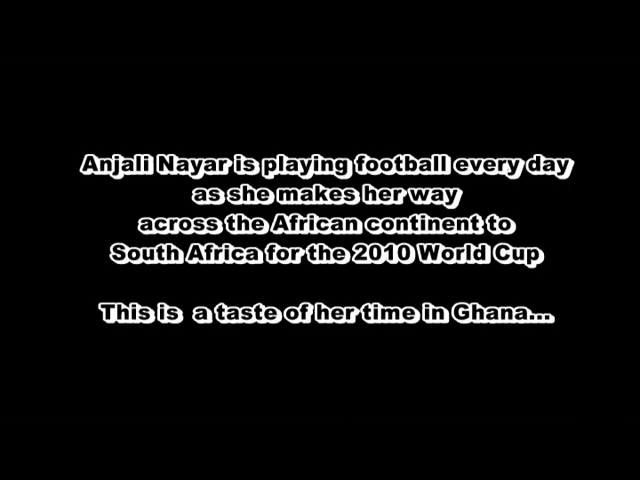 Anjali Nayar is playing football every day
as she makes her way
across the African continent to
South Africa for the 2010 World Cup
This is  a taste of her time in Ghana...